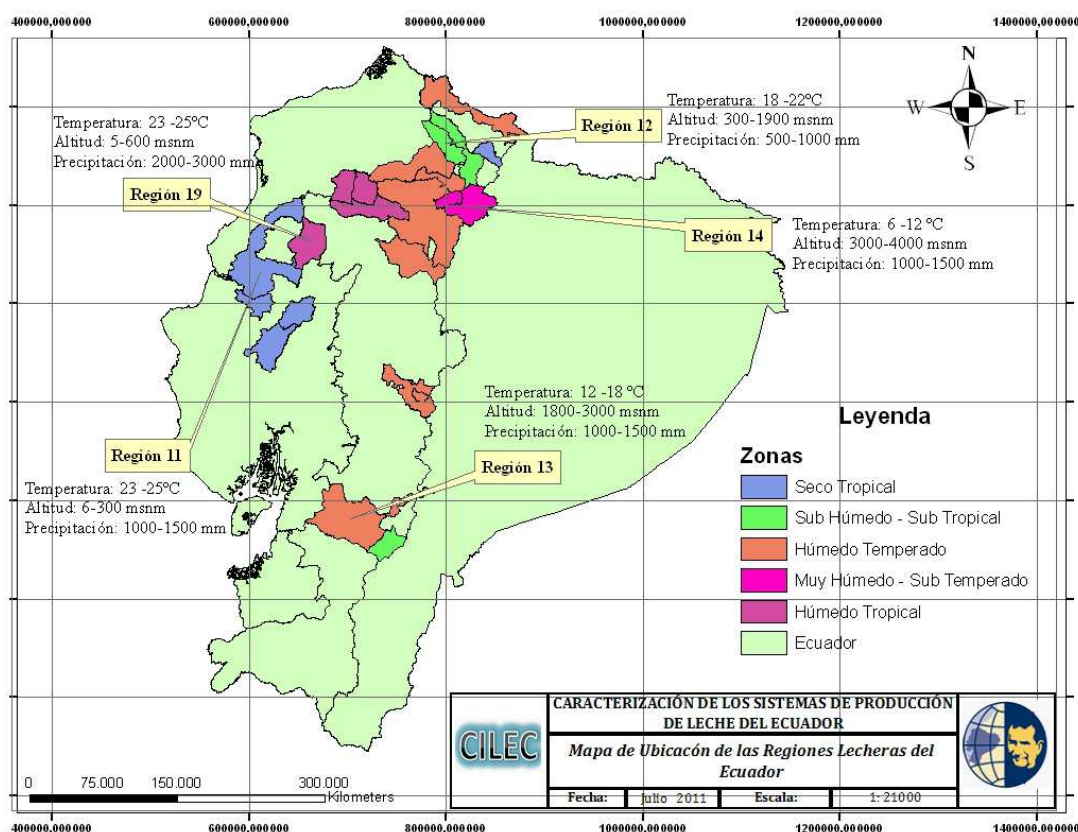 400000,000000 600000,000000 800000,000000 1000000,000000 1200000,000000 1400000,000000
N
W E
S
Temperatura: 18 -22ºC
Altitud: 300-1900 msnm
Precipitación: 500-1000 mm
Región 12
Temperatura: 23 -25ºC
Altitud: 5-600 msnm
Precipitación: 2000-3000 mm
Región 19
Región 14
Temperatura: 6 -12 ºC
Altitud: 3000-4000 msnm
Precipitación: 1000-1500 mm
Temperatura: 12 -18 ºC
Altitud: 1800-3000 msnm
Precipitación: 1000-1500 mm
Región 13
Región 11
Temperatura: 23 -25ºC
Altitud: 6-300 msnm
Precipitación: 1000-1500 mm
Leyenda
Zonas
Seco Tropical
Sub Húmedo - Sub Tropical
Húmedo Temperado
Muy Húmedo - Sub Temperado
Húmedo Tropical
Ecuador
CILEC
CARACTERIZACIÓN DE LOS SISTEMAS DE PRODUCCIÓN
DE LECHE DEL ECUADOR
Mapa de Ubicacón de las Regiones Lecheras del
Ecuador
Fecha: julio 2011 Escala: 1: 21000
0 75.000 150.000 300.000
Kilometers
400000,000000 600000,000000 800000,000000 1000000,000000 1200000,000000 1400000,000000